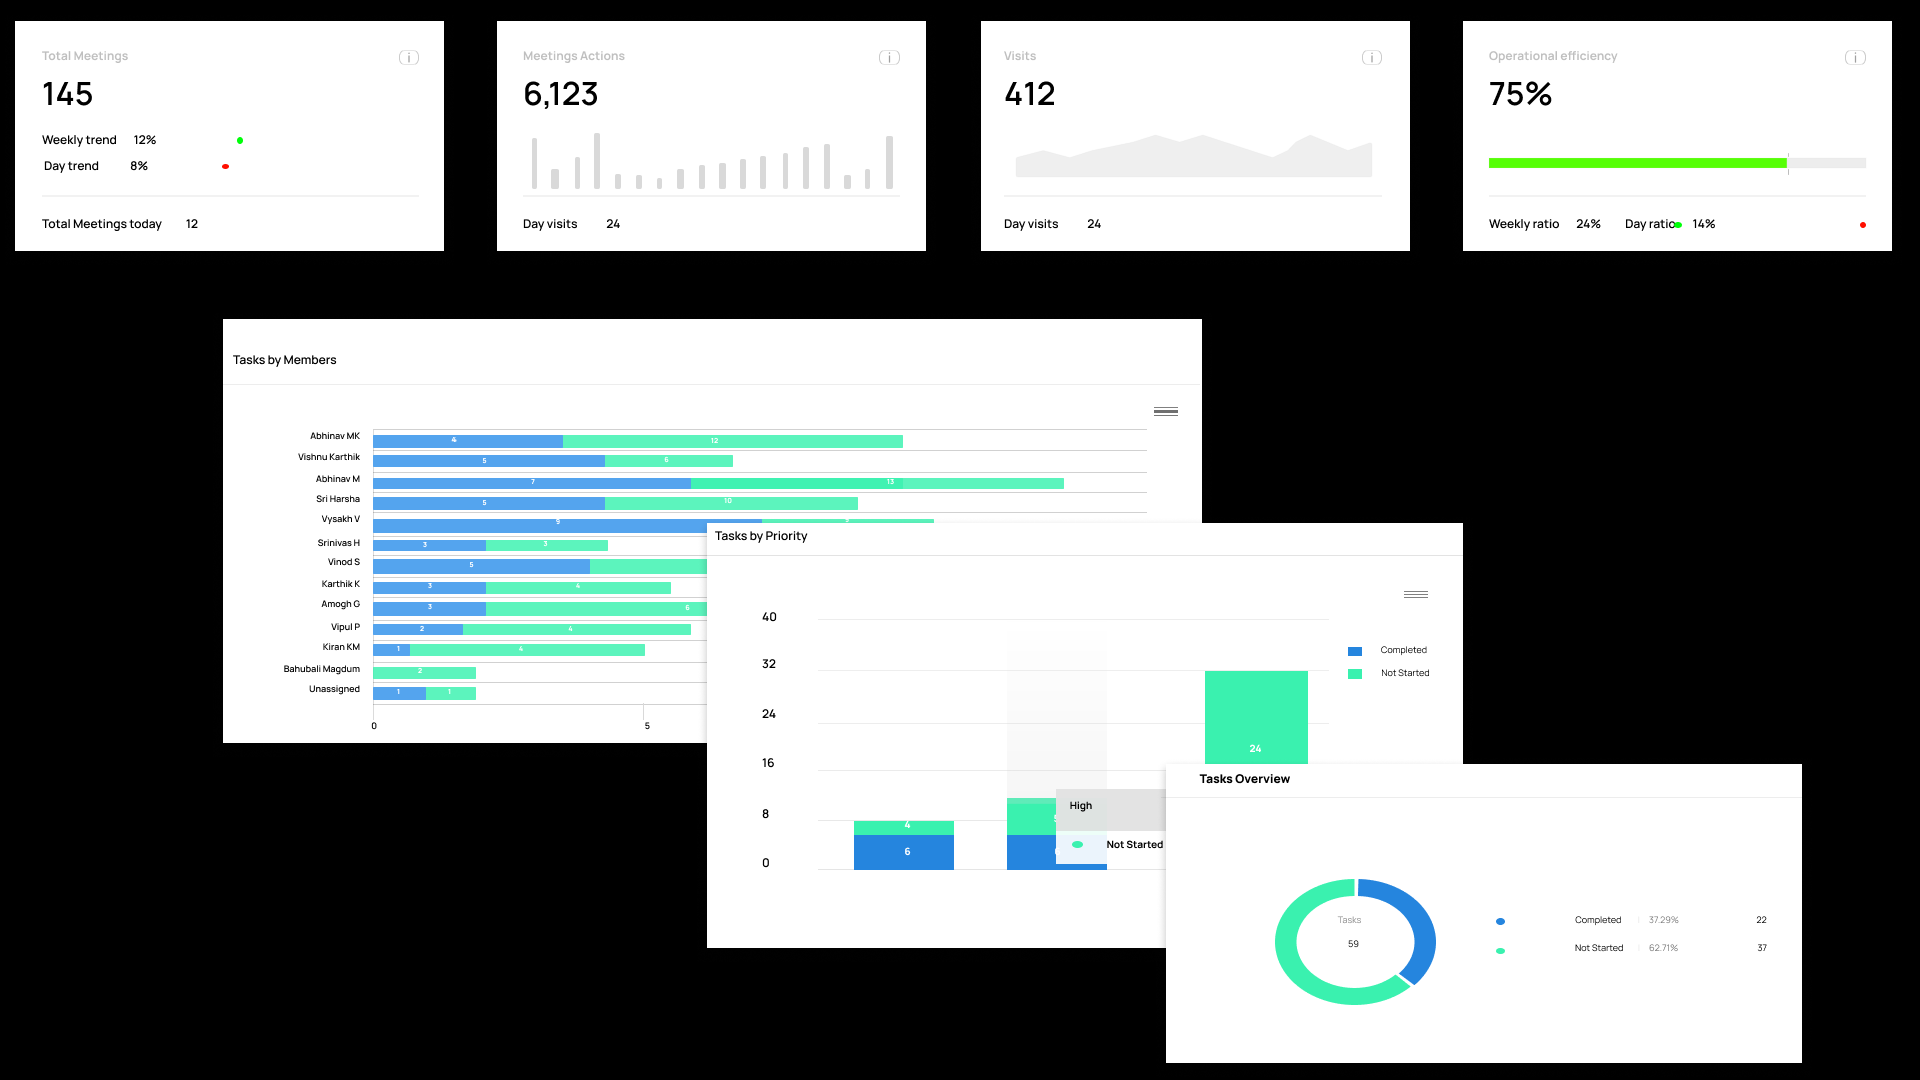 Total Meetings
145
Weekly trend 12%
Day trend 8%
Total Meetings today 12
Meetings Actions
6,123
Day visits 24
Visits
412
Day visits 24
Operational efficiency
75%
Weekly ratio 24% Day ratio 14%
Tasks by Members
Abhinav MK 4 12
Vishnu Karthik 5 6
Abhinav M 7 13
Sri Harsha 5 10
Vysakh V 9
Srinivas H 3 3
Vinod S 5
Karthik K 3 4
Amogh G 3 6
Vipul P 2 4
Kiran KM 1 4
Bahubali Magdum 2
Unassigned 1 1
0 5
Tasks by Priority
40
32
24
16
8
0
4
6
24
Completed
Not Started
High
Not Started
Tasks Overview
Tasks
59
Completed 37.29% 22
Not Started 62.71% 37